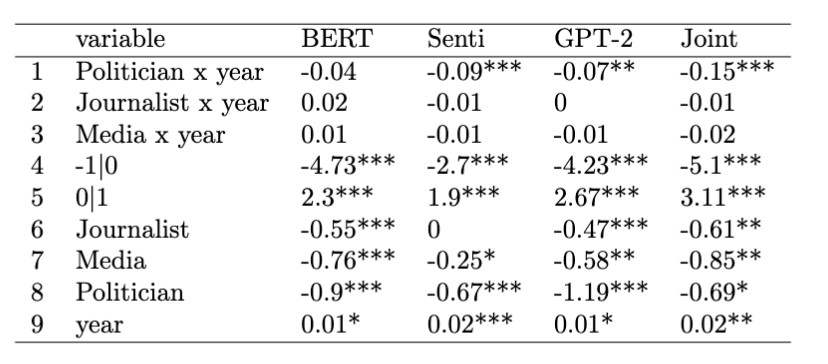 variable BERT Senti GPT-2 Joint
1 Politician x year -0.04 -0.09*** -0.07** -0.15***
2 Journalist x year 0.02 -0.01 0 -0.01
3 Media x year 0.01 -0.01 -0.01 -0.02
4 -1|0 -4.73*** -2.7*** -4.23*** -5.1***
5 0|1 2.3*** 1.9*** 2.67*** 3.11***
6 Journalist -0.55*** 0 -0.47*** -0.61**
7 Media -0.76*** -0.25* -0.58** -0.85**
8 Politician -0.9*** -0.67*** -1.19*** -0.69*
9 year 0.01* 0.02*** 0.01* 0.02**